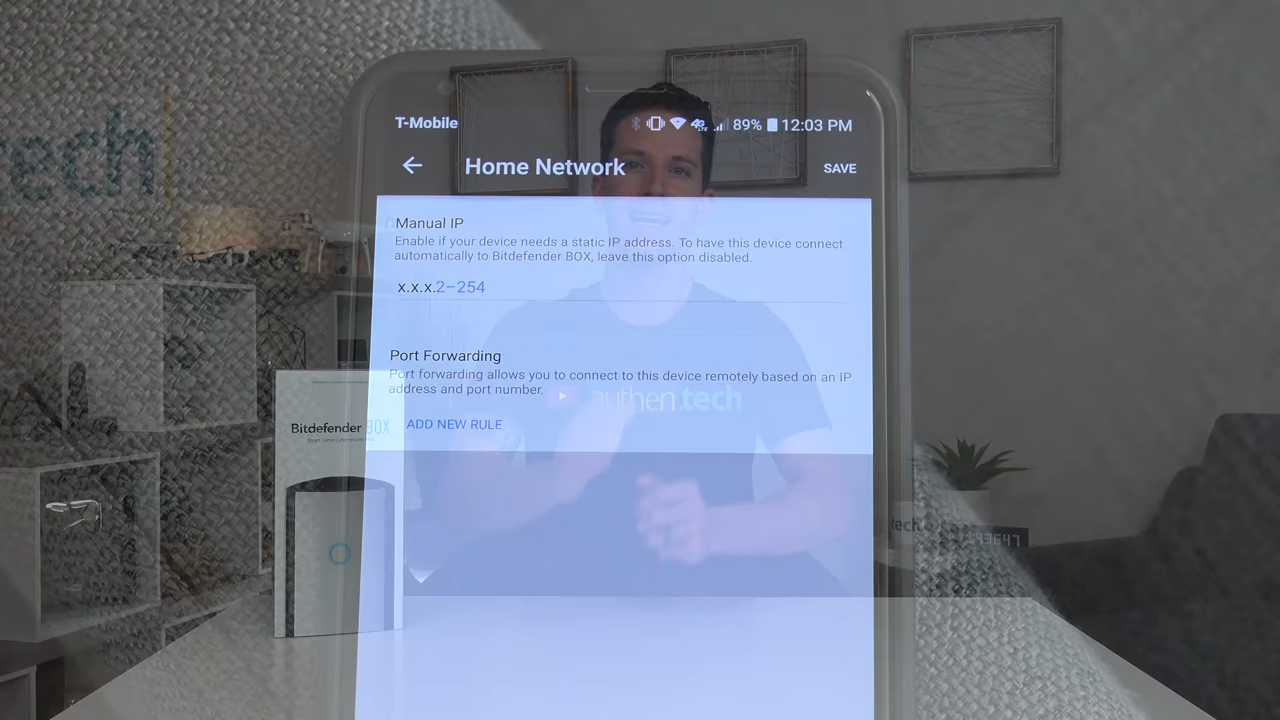 tech
T-Mobile 89% 12:03 PM
Home Network SAVE
Manual IP
Enable if your device needs a static IP address. To have this device connect
automatically to Bitdefender BOX, leave this option disabled.
x.x.x.2–254
Port Forwarding
Port forwarding allows you to connect to this device remotely based on an IP
address and port number.
authen.tech
ADD NEW RULE
Bitdefender BOX
tech
143647